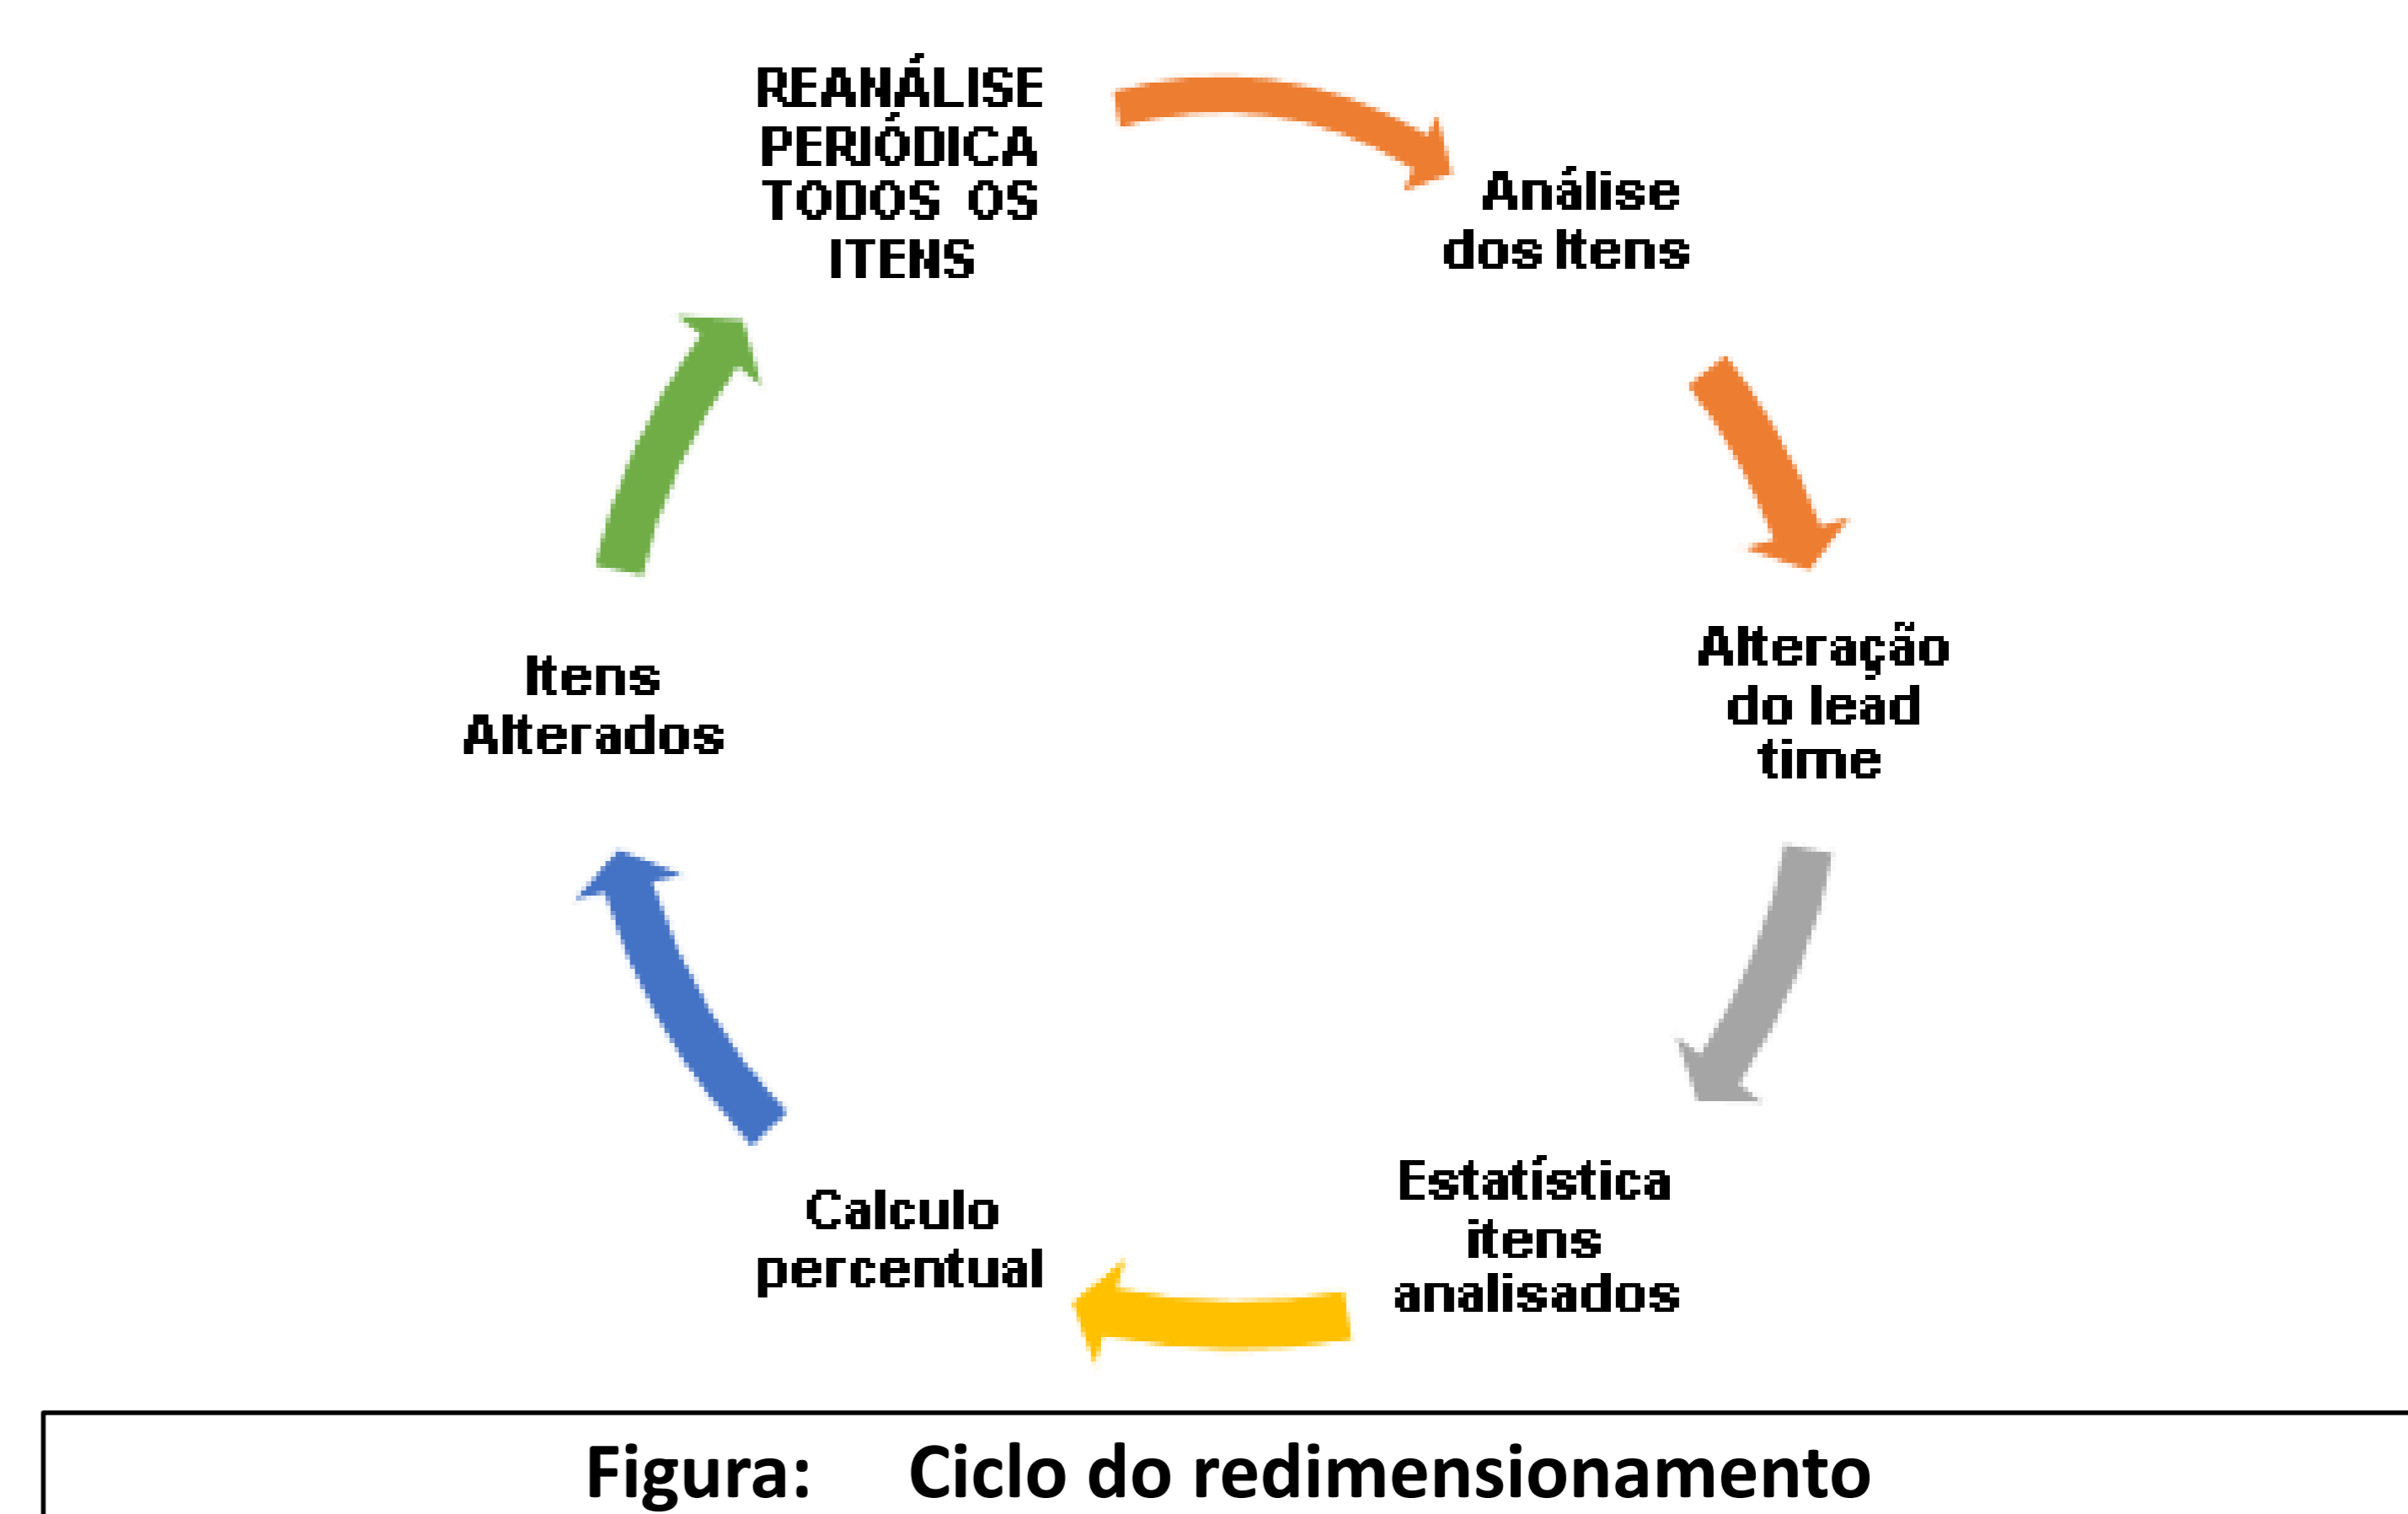 REANÁLISE
PERIÓDICA
TODOS OS
ITENS
Análise
dos Itens
Alteração
do lead
time
Estatística
itens
analisados
Calculo
percentual
Itens
Alterados
Figura: Ciclo do redimensionamento